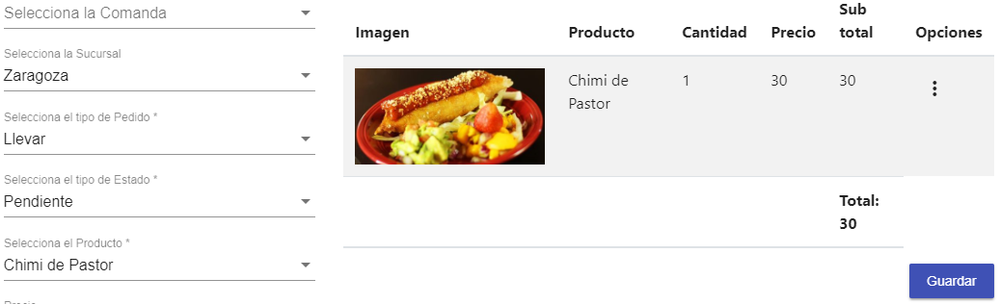 Selecciona la Comanda
Selecciona la Sucursal
Zaragoza
Selecciona el tipo de Pedido *
Llevar
Selecciona el tipo de Estado *
Pendiente
Selecciona el Producto *
Chimi de Pastor
Imagen
Producto
Cantidad
Precio
Sub
total
Opciones
Chimi de
Pastor
1
30
30
Total:
30
Guardar